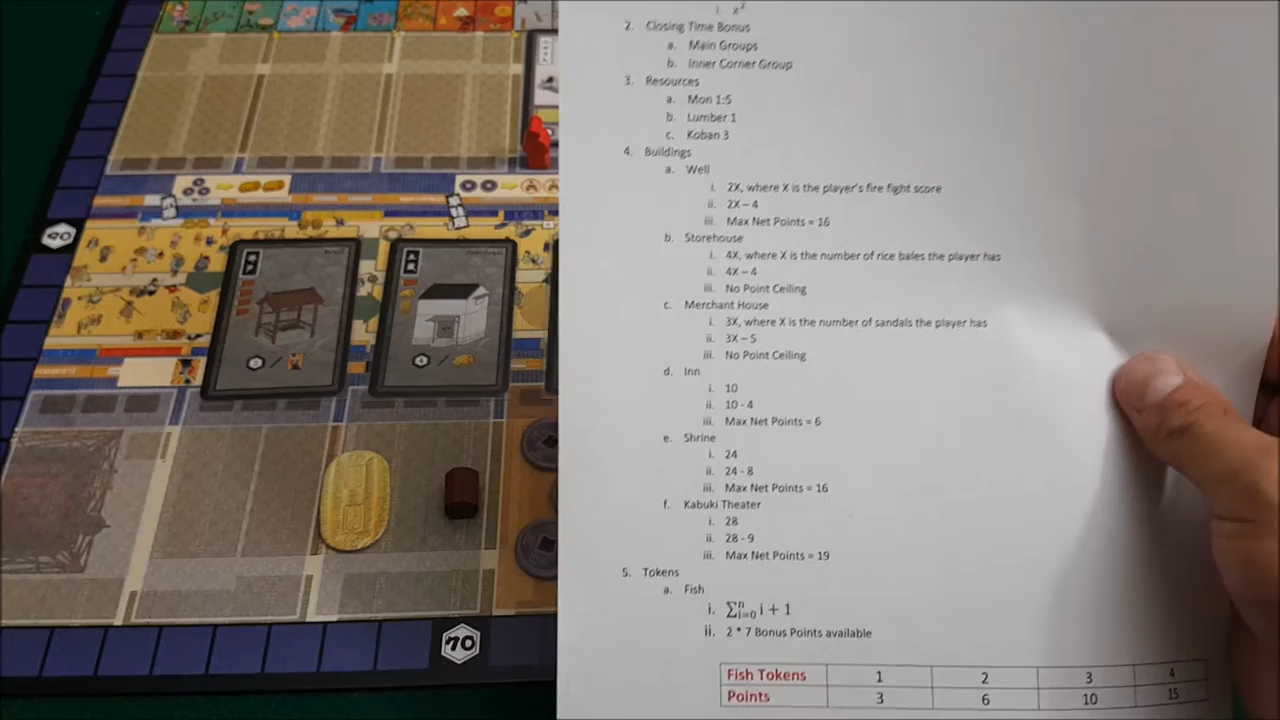 i. x²
2. Closing Time Bonus
a. Main Groups
b. Inner Corner Group
3. Resources
a. Mon 1:5
b. Lumber 1
c. Koban 3
4. Buildings
a. Well
i. 2X, where X is the player's fire fight score
ii. 2X – 4
iii. Max Net Points = 16
b. Storehouse
i. 4X, where X is the number of rice bales the player has
ii. 4X – 4
iii. No Point Ceiling
c. Merchant House
i. 3X, where X is the number of sandals the player has
ii. 3X – 5
iii. No Point Ceiling
d. Inn
i. 10
ii. 10 - 4
iii. Max Net Points = 6
e. Shrine
i. 24
ii. 24 - 8
iii. Max Net Points = 16
f. Kabuki Theater
i. 28
ii. 28 - 9
iii. Max Net Points = 19
5. Tokens
a. Fish
i. ∑ⁿᵢ₌₀ i + 1
ii. 2 * 7 Bonus Points available
Fish Tokens 1 2 3 4
Points 3 6 10 15
Well
40
70